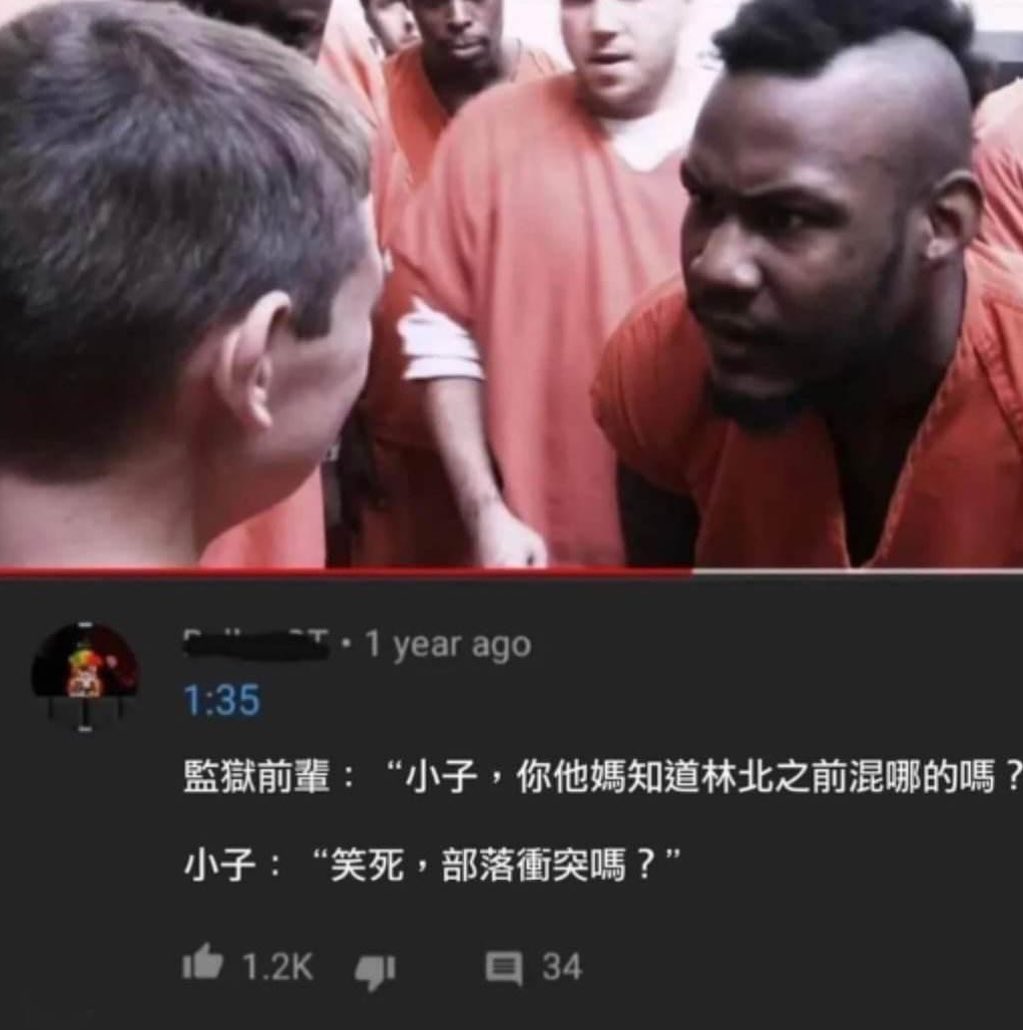 • 1 year ago
1:35
監獄前輩：“小子，你他媽知道林北之前混哪的嗎？
小子：“笑死，部落衝突嗎？”
1.2K 34